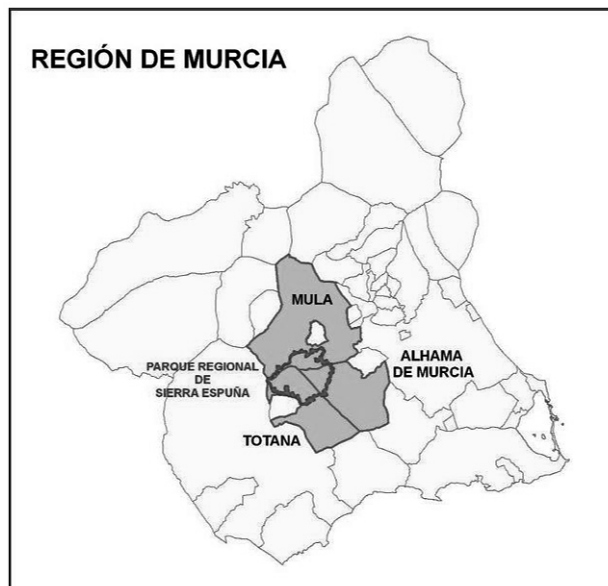 REGIÓN DE MURCIA
MULA
ALHAMA
DE MURCIA
PARQUE REGIONAL
DE
SIERRA ESPUÑA
TOTANA